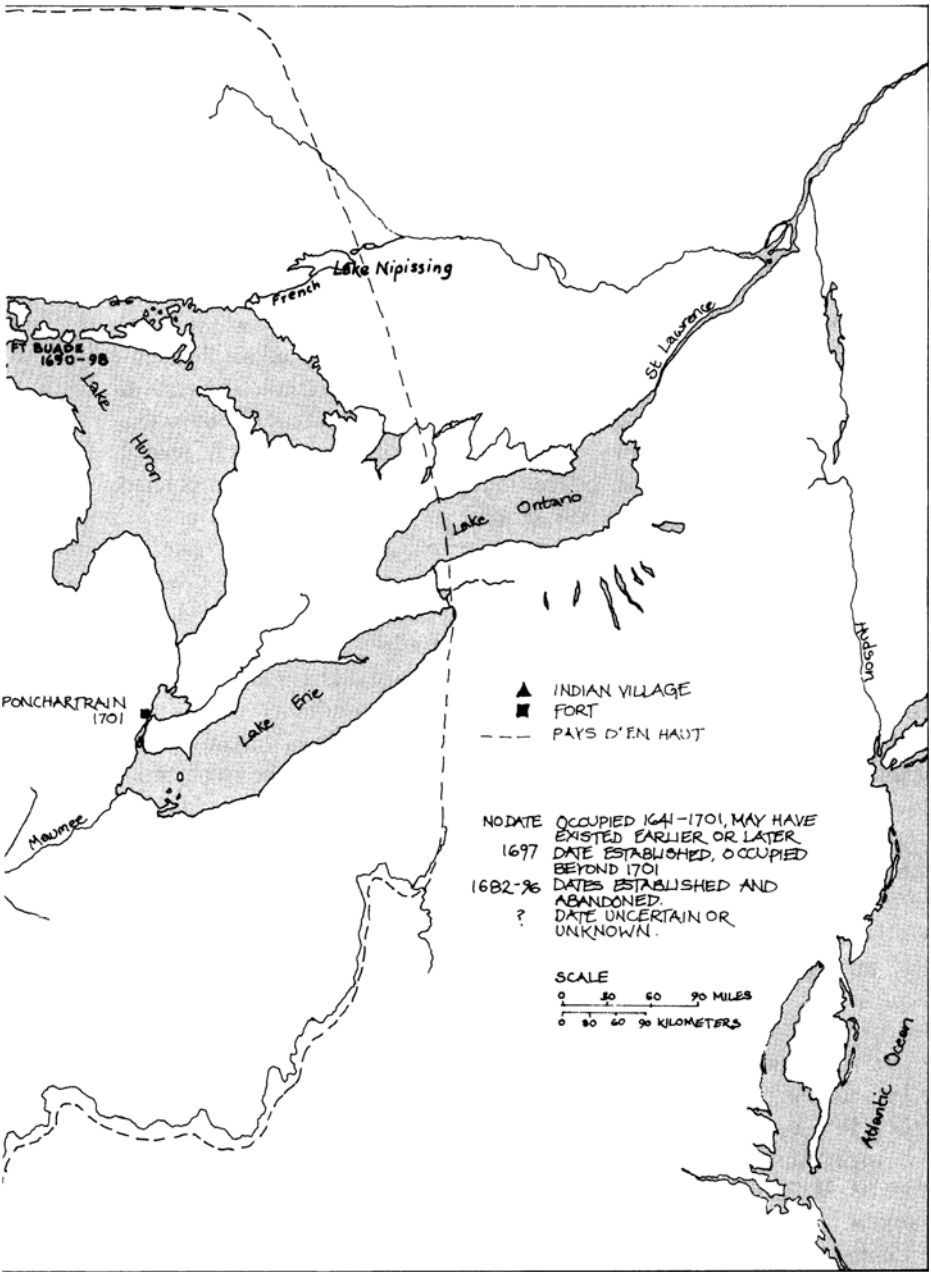 Lake Nipissing
French
FT BUADE
1690-98
Lake
Huron
St Lawrence
Lake Ontario
Hudson
PONCHARTRAIN
1701
Lake Erie
Maumee
INDIAN VILLAGE
FORT
PAYS D'EN HAUT
NO DATE OCCUPIED 1641-1701, MAY HAVE
EXISTED EARLIER OR LATER
1697 DATE ESTABLISHED, OCCUPIED
BEYOND 1701
1682-96 DATES ESTABLISHED AND
ABANDONED.
? DATE UNCERTAIN OR
UNKNOWN.
SCALE
0 30 60 90 MILES
0 30 60 90 KILOMETERS
Atlantic Ocean